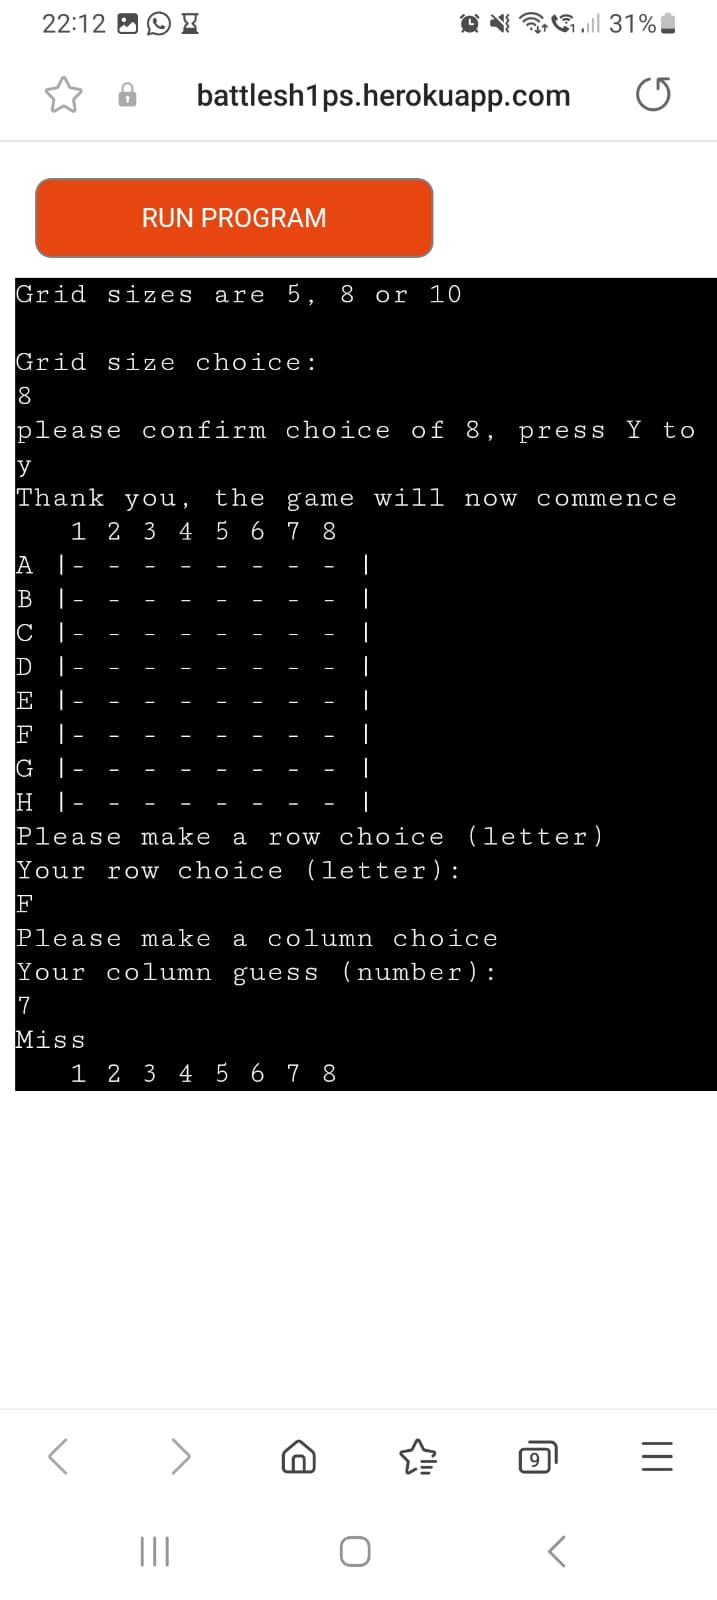 22:12 31%
battlesh1ps.herokuapp.com
RUN PROGRAM
Grid sizes are 5, 8 or 10
Grid size choice:
8
please confirm choice of 8, press Y to
y
Thank you, the game will now commence
1 2 3 4 5 6 7 8
A |- - - - - - - - |
B |- - - - - - - - |
C |- - - - - - - - |
D |- - - - - - - - |
E |- - - - - - - - |
F |- - - - - - - - |
G |- - - - - - - - |
H |- - - - - - - - |
Please make a row choice (letter)
Your row choice (letter):
F
Please make a column choice
Your column guess (number):
7
Miss
1 2 3 4 5 6 7 8
9